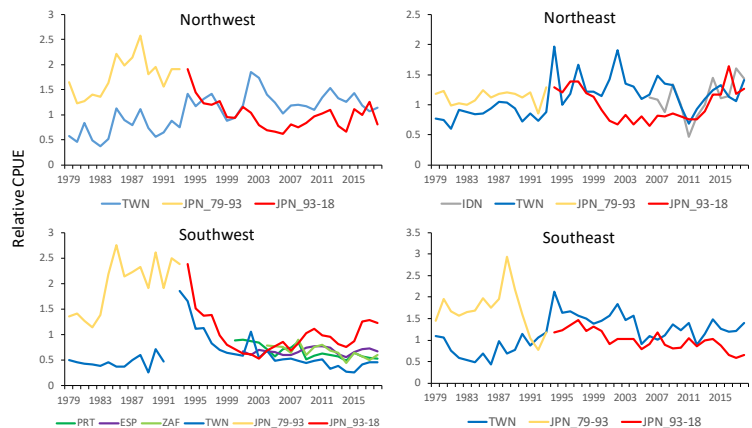 Relative CPUE
Northwest
3
2.5
2
1.5
1
0.5
0
1979 1983 1987 1991 1995 1999 2003 2007 2011 2015
TWN JPN_79-93 JPN_93-18
Northeast
2.5
2
1.5
1
0.5
0
1979 1983 1987 1991 1995 1999 2003 2007 2011 2015
IDN TWN JPN_79-93 JPN_93-18
Southwest
3
2.5
2
1.5
1
0.5
0
1979 1983 1987 1991 1995 1999 2003 2007 2011 2015
PRT ESP ZAF TWN JPN_79-93 JPN_93-18
Southeast
3.5
3
2.5
2
1.5
1
0.5
0
1979 1983 1987 1991 1995 1999 2003 2007 2011 2015
TWN JPN_79-93 JPN_93-18